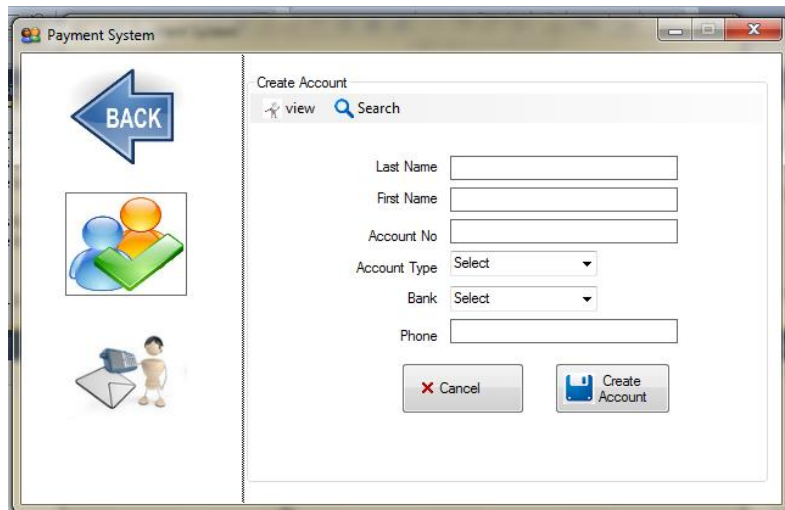 Payment System
BACK
Create Account
view Search
Last Name
First Name
Account No
Account Type Select
Bank Select
Phone
Cancel
Create
Account